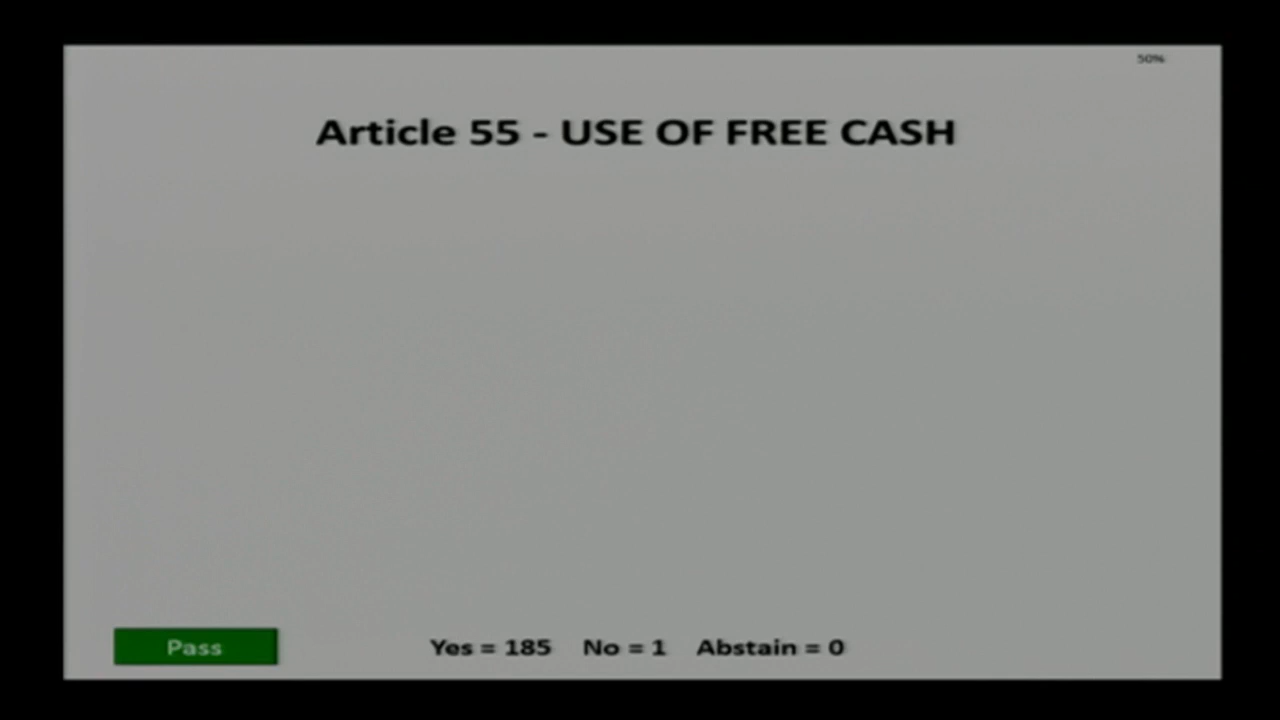 50%
Article 55 - USE OF FREE CASH
Pass
Yes = 185 No = 1 Abstain = 0